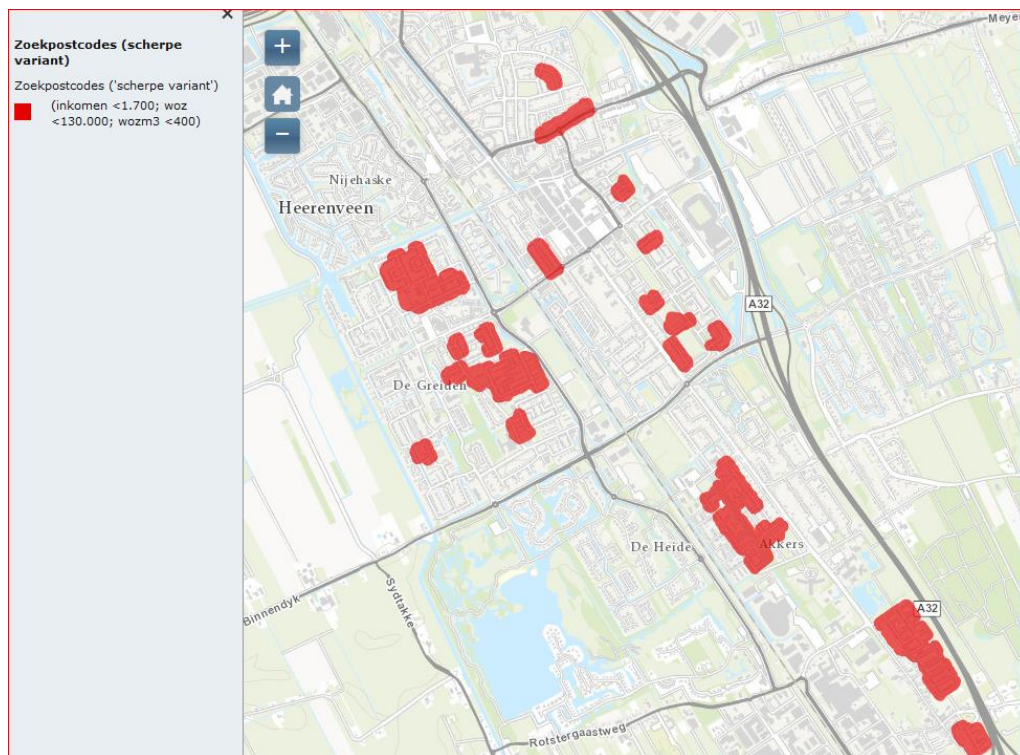 ×
Zoekpostcodes (scherpe
variant)
Zoekpostcodes ('scherpe variant')
(inkomen <1.700; woz
<130.000; wozm3 <400)
+
−
Meye
Nijehaske
Heerenveen
A32
De Greiden
De Heide
Akkers
Binnendyk
Sydtakke
A32
Rotstergaastweg